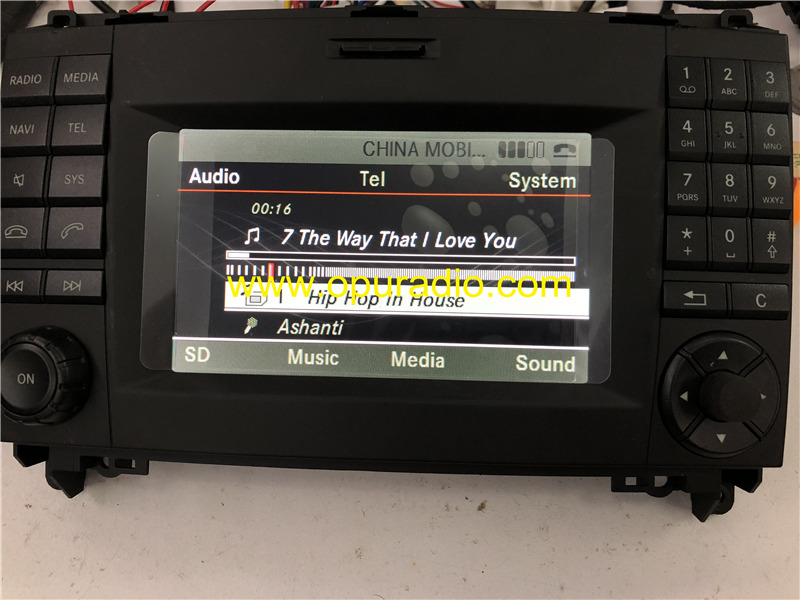 RADIO MEDIA
NAVI TEL
SYS
ON
CHINA MOBI...
Audio Tel System
00:16
7 The Way That I Love You
www.opuradio.com
Hip Hop In House
Ashanti
SD Music Media Sound
1 2 ABC 3 DEF
4 GHI 5 JKL 6 MNO
7 PQRS 8 TUV 9 WXYZ
* + 0 #
C